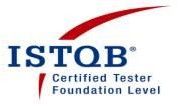 ISTQB®
Certified Tester
Foundation Level